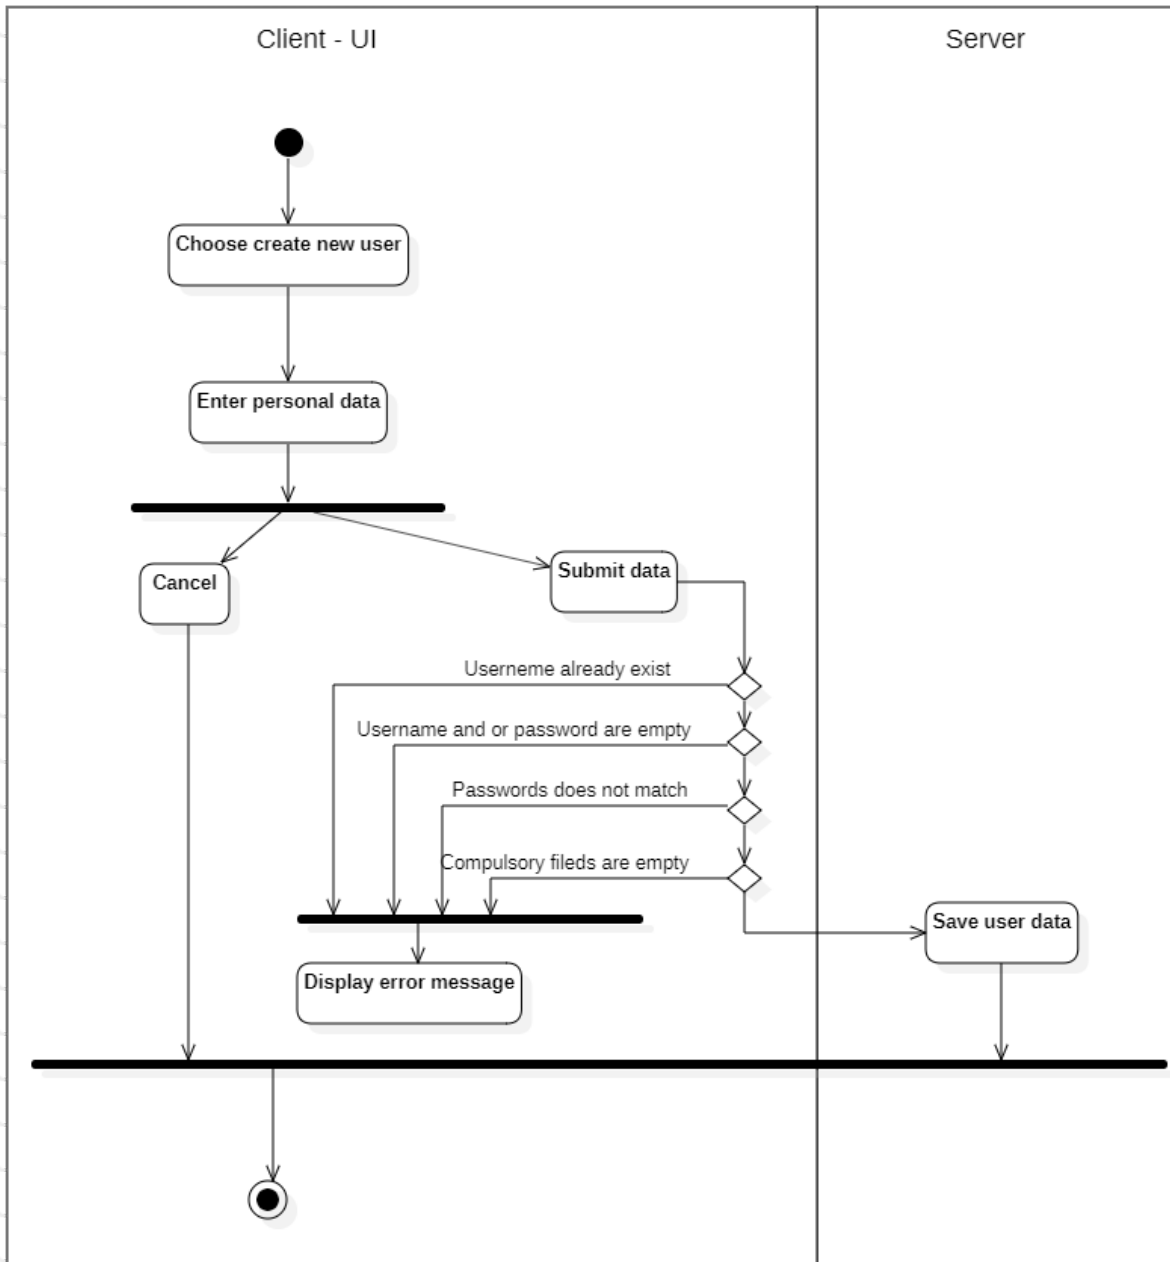 Client - UI
Server
Choose create new user
Enter personal data
Cancel
Submit data
Userneme already exist
Username and or password are empty
Passwords does not match
Compulsory fileds are empty
Save user data
Display error message